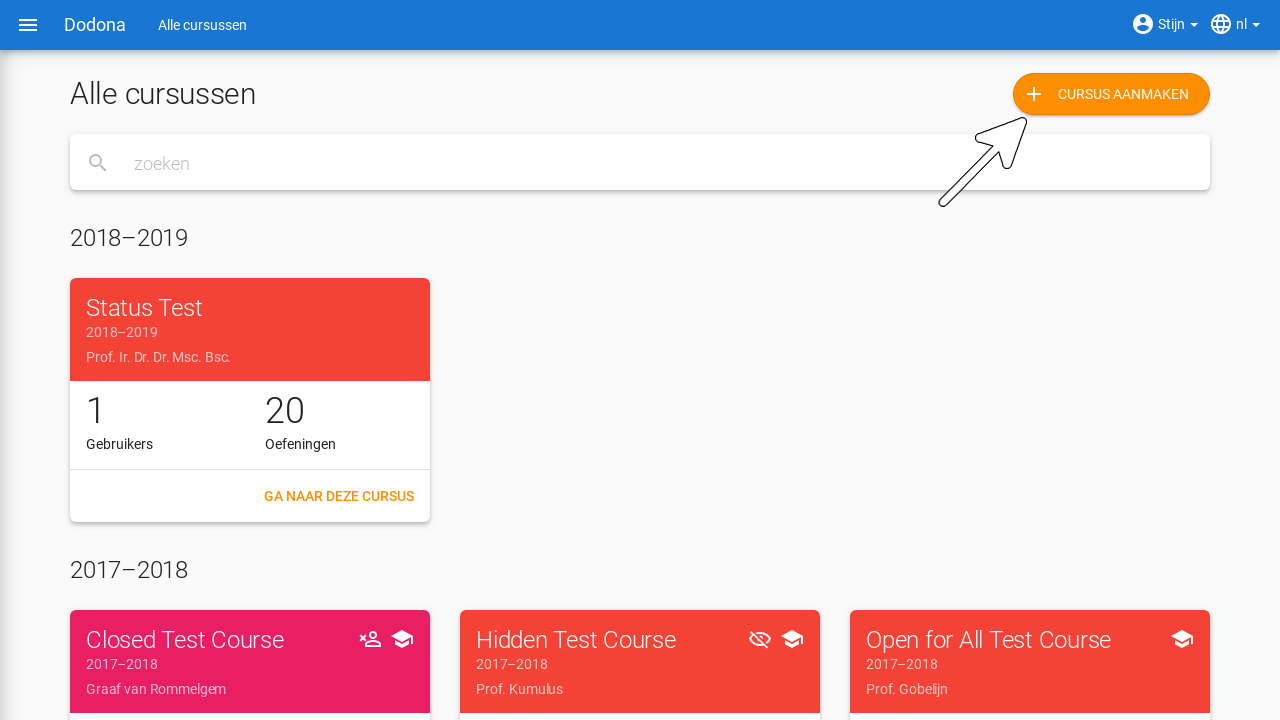 Dodona
Alle cursussen
Stijn
nl
Alle cursussen
CURSUS AANMAKEN
zoeken
2018–2019
Status Test
2018–2019
Prof. Ir. Dr. Dr. Msc. Bsc.
1
20
Gebruikers
Oefeningen
GA NAAR DEZE CURSUS
2017–2018
Closed Test Course
2017–2018
Graaf van Rommelgem
Hidden Test Course
2017–2018
Prof. Kumulus
Open for All Test Course
2017–2018
Prof. Gobelijn